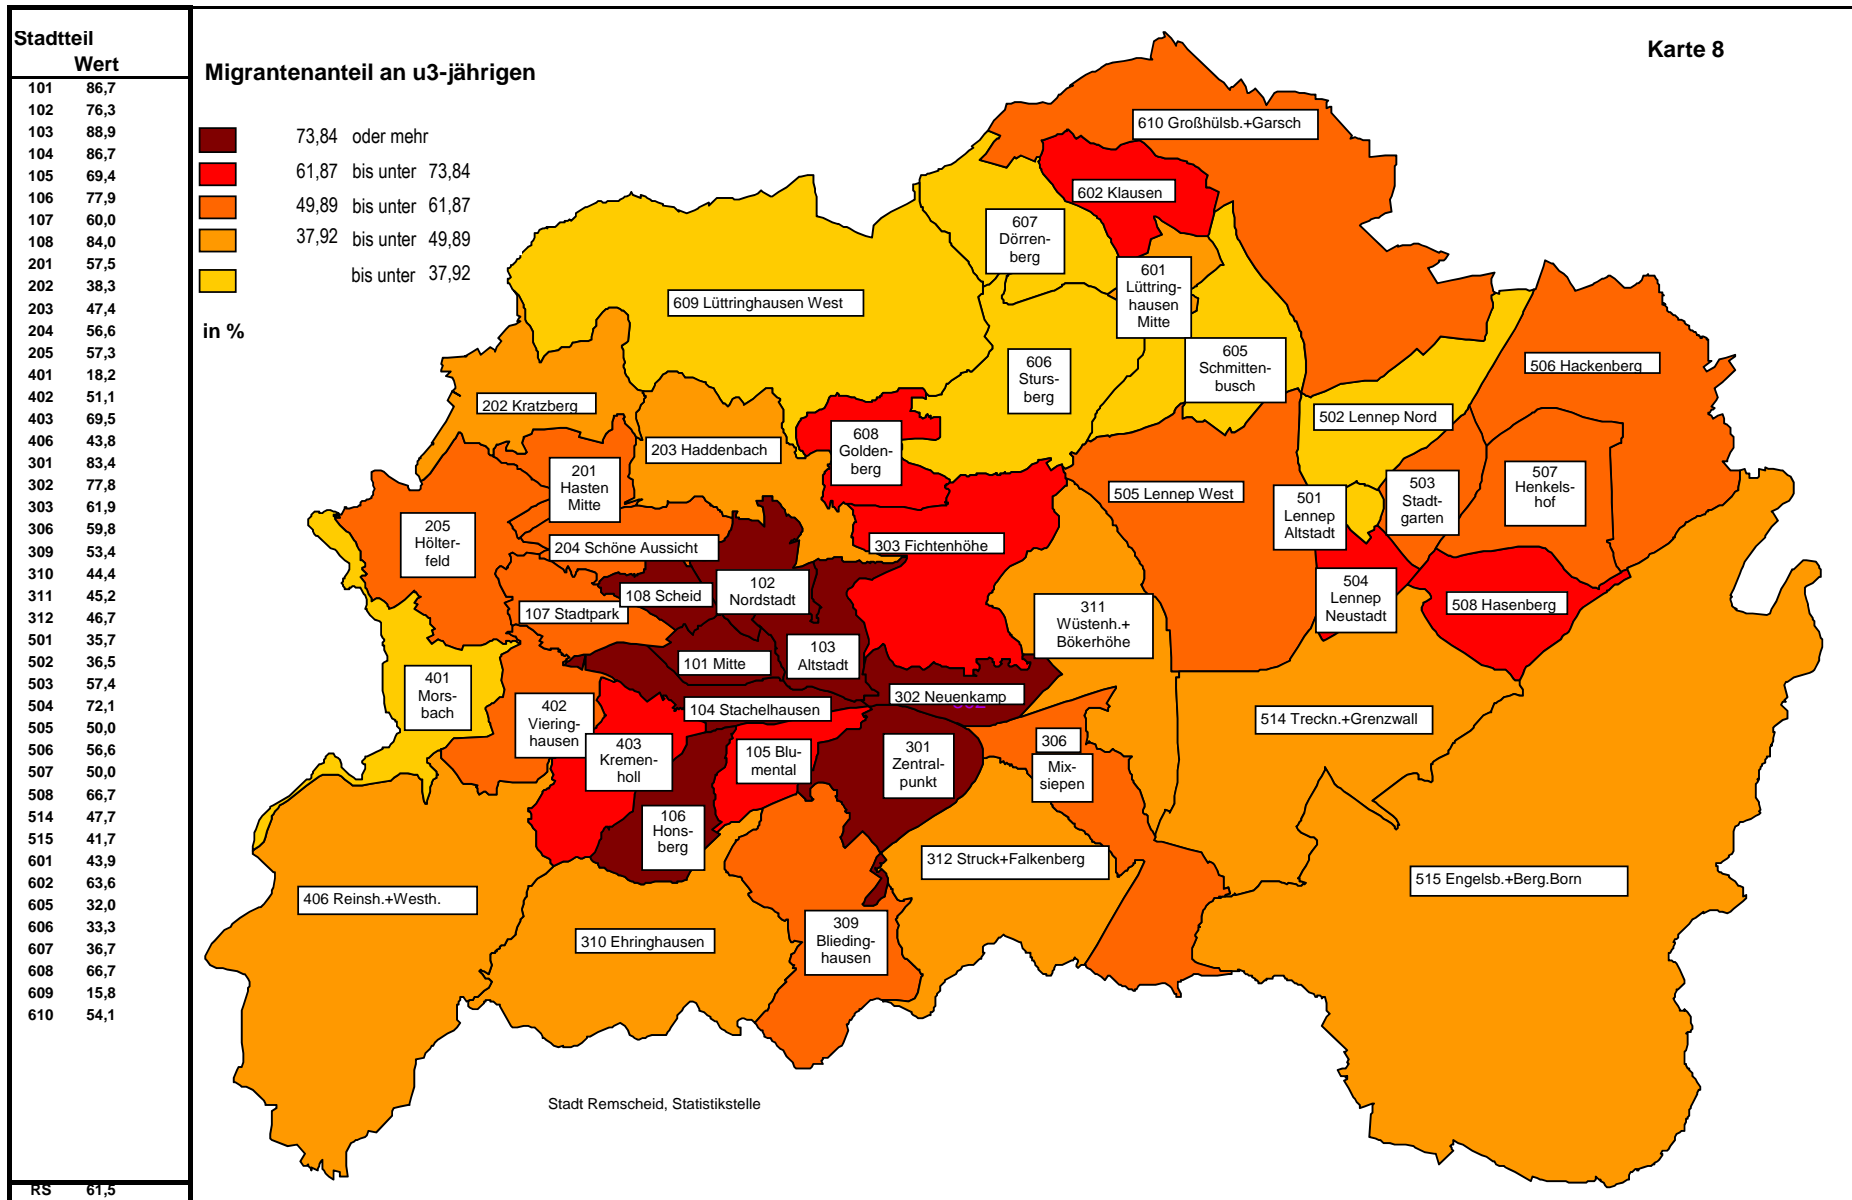 Stadtteil
Wert
101 86,7
102 76,3
103 88,9
104 86,7
105 69,4
106 77,9
107 60,0
108 84,0
201 57,5
202 38,3
203 47,4
204 56,6
205 57,3
401 18,2
402 51,1
403 69,5
406 43,8
301 83,4
302 77,8
303 61,9
306 59,8
309 53,4
310 44,4
311 45,2
312 46,7
501 35,7
502 36,5
503 57,4
504 72,1
505 50,0
506 56,6
507 50,0
508 66,7
514 47,7
515 41,7
601 43,9
602 63,6
605 32,0
606 33,3
607 36,7
608 66,7
609 15,8
610 54,1
RS 61,5
Karte 8
Migrantenanteil an u3-jährigen
73,84 oder mehr
61,87 bis unter 73,84
49,89 bis unter 61,87
37,92 bis unter 49,89
bis unter 37,92
in %
610 Großhülsb.+Garsch
602 Klausen
607
Dörren-
berg
601
Lüttring-
hausen
Mitte
609 Lüttringhausen West
606
Sturs-
berg
605
Schmitten-
busch
506 Hackenberg
202 Kratzberg
502 Lennep Nord
203 Haddenbach
608
Golden-
berg
201
Hasten
Mitte
505 Lennep West
501
Lennep
Altstadt
503
Stadt-
garten
507
Henkels-
hof
205
Hölter-
feld
204 Schöne Aussicht
303 Fichtenhöhe
108 Scheid
102
Nordstadt
504
Lennep
Neustadt
508 Hasenberg
107 Stadtpark
311
Wüstenh.+
Bökerhöhe
101 Mitte
103
Altstadt
401
Mors-
bach
302 Neuenkamp
302
402
Viering-
hausen
104 Stachelhausen
514 Treckn.+Grenzwall
403
Kremen-
holl
105 Blu-
mental
301
Zentral-
punkt
306
Mix-
siepen
106
Hons-
berg
312 Struck+Falkenberg
515 Engelsb.+Berg.Born
406 Reinsh.+Westh.
310 Ehringhausen
309
Blieding-
hausen
Stadt Remscheid, Statistikstelle